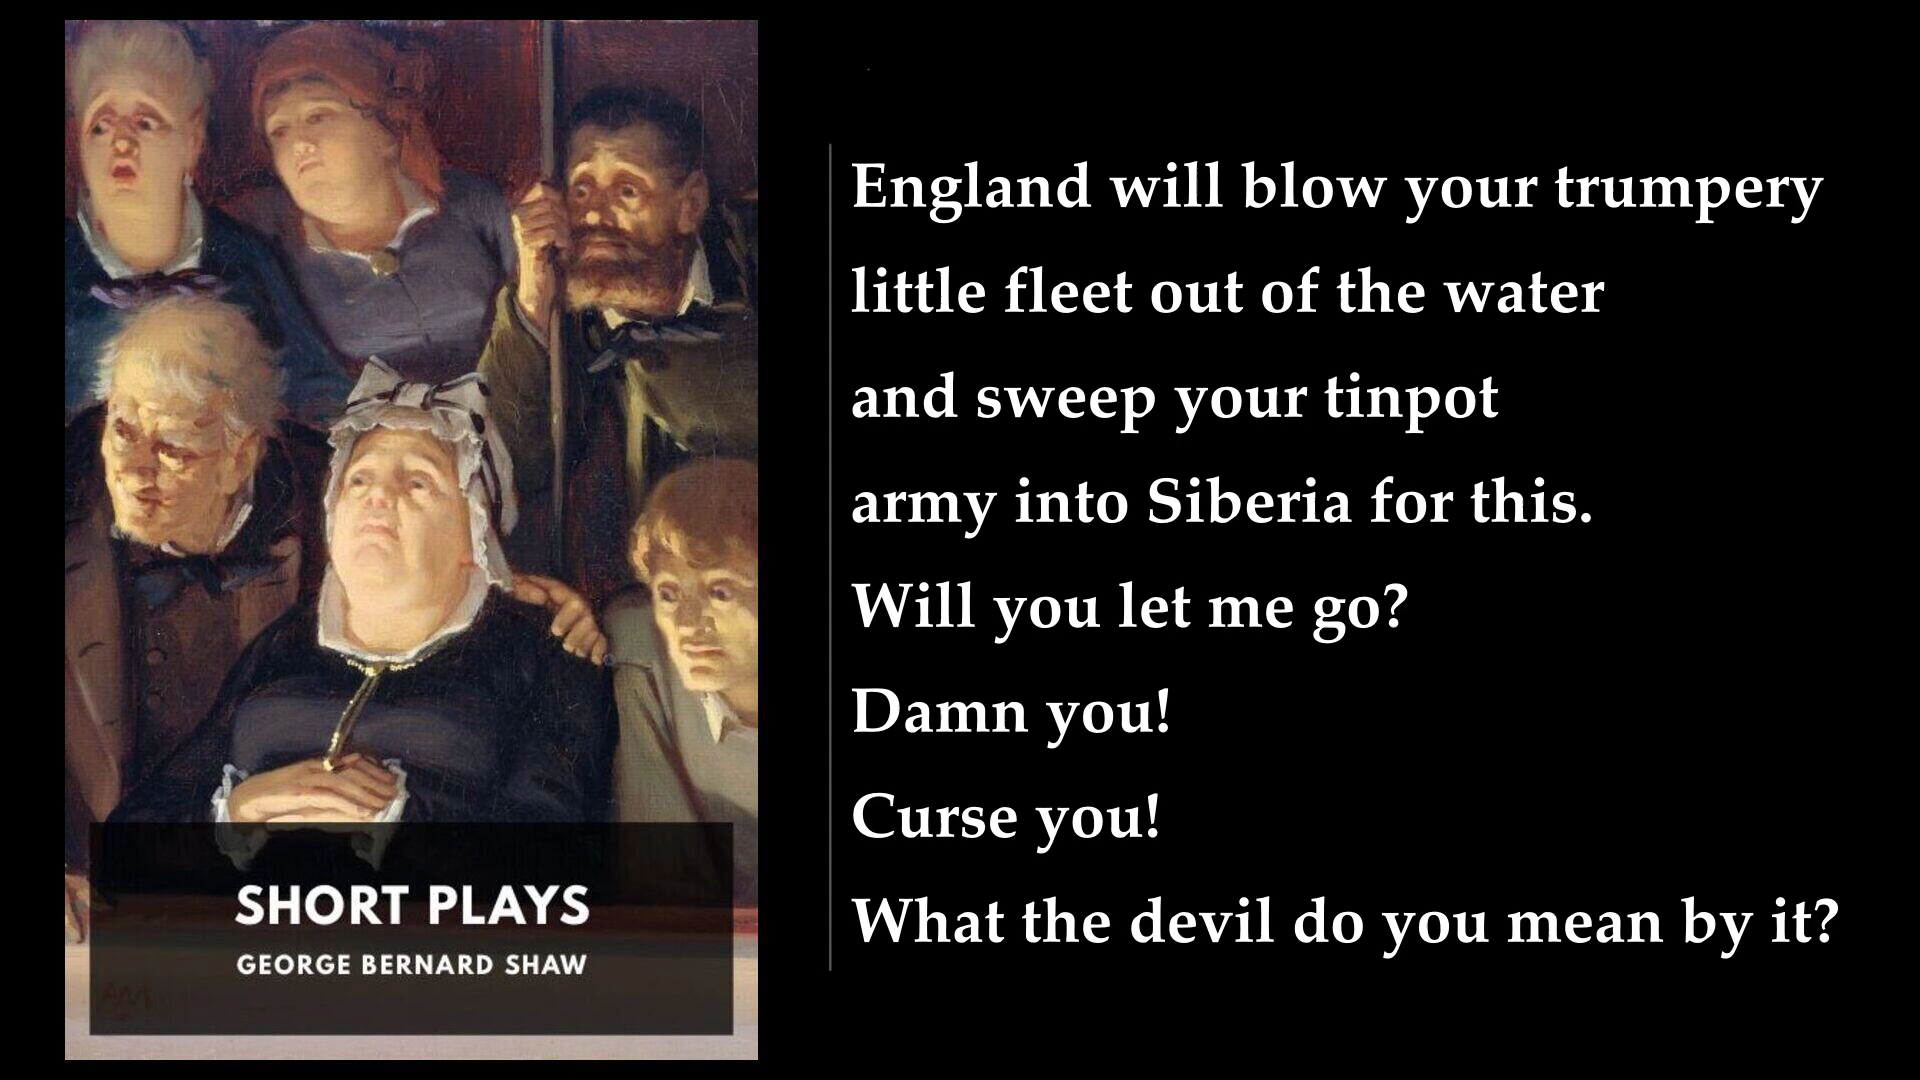 England will blow your trumpery
little fleet out of the water
and sweep your tinpot
army into Siberia for this.
Will you let me go?
Damn you!
Curse you!
What the devil do you mean by it?
SHORT PLAYS
GEORGE BERNARD SHAW